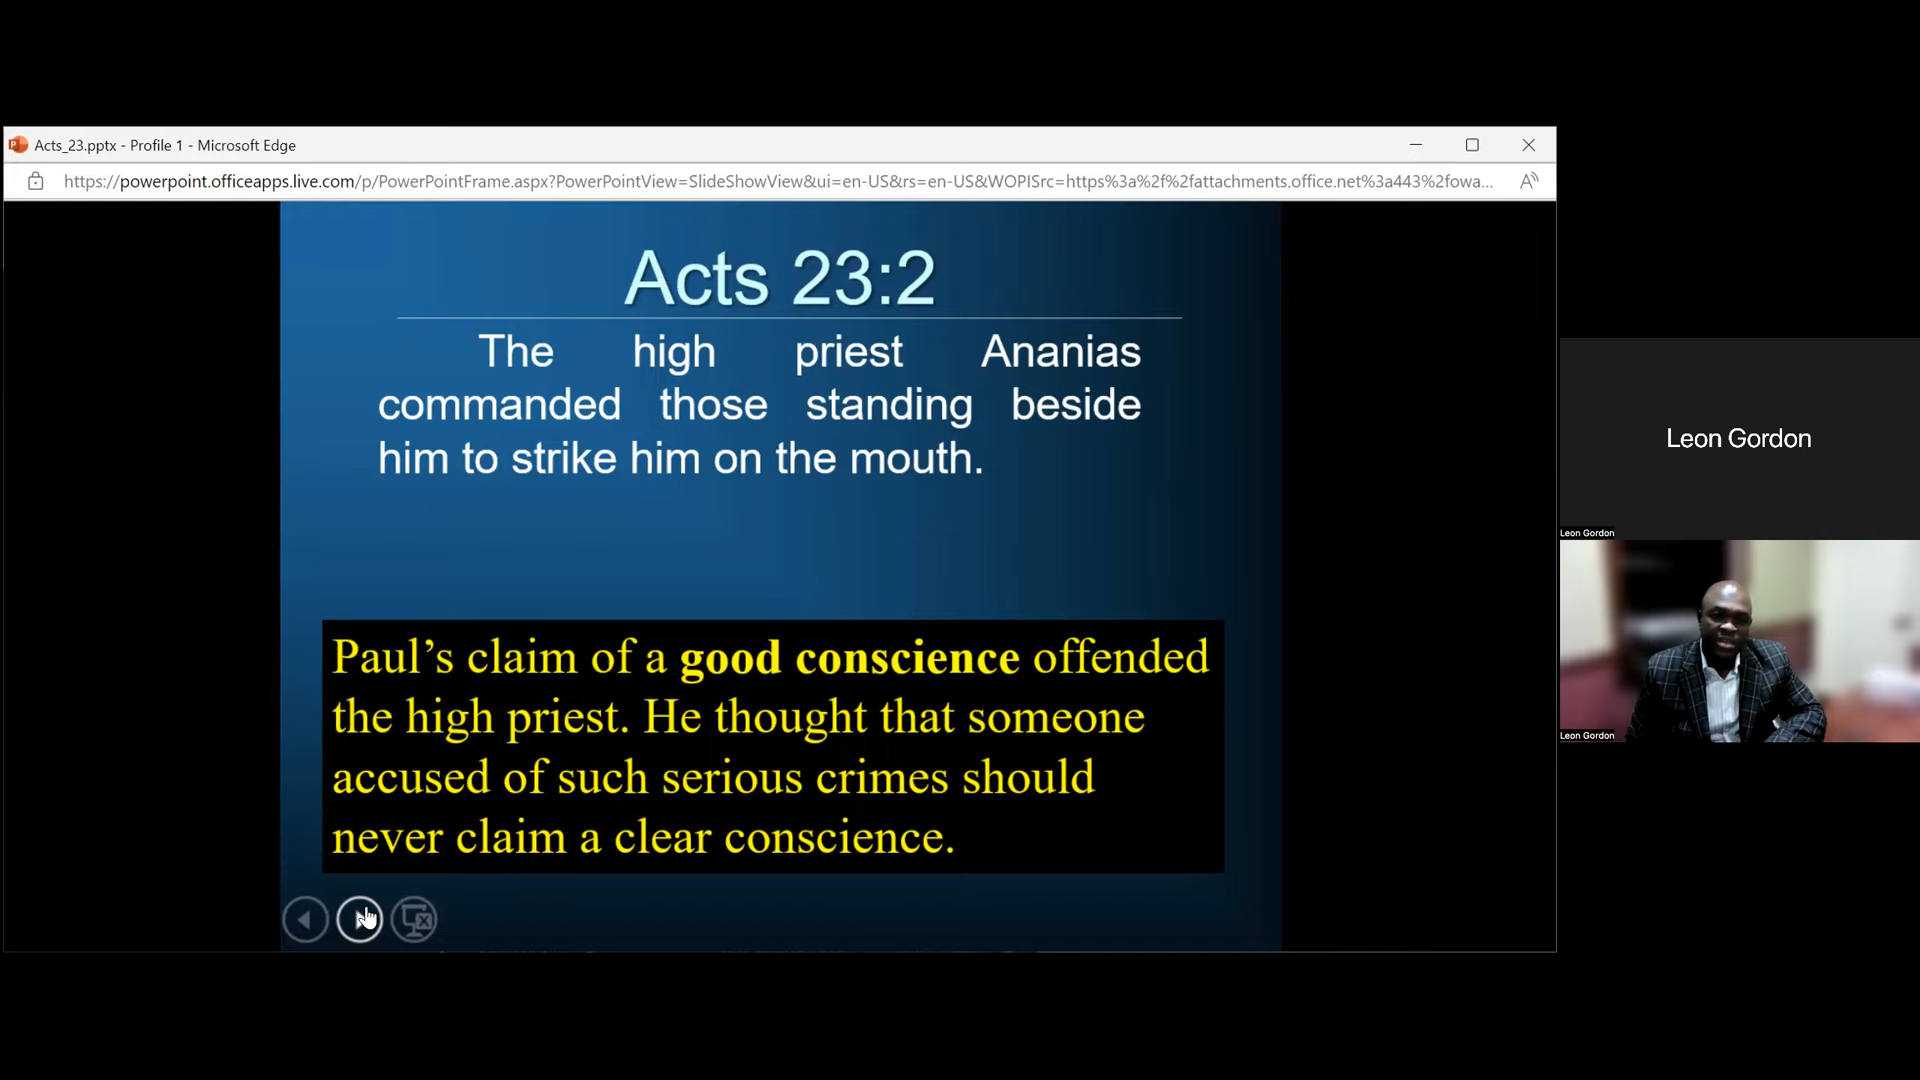 Acts_23.pptx - Profile 1 - Microsoft Edge
https://powerpoint.officeapps.live.com/p/PowerPointFrame.aspx?PowerPointView=SlideShowView&ui=en-US&rs=en-US&WOPISrc=https%3a%2f%2fattachments.office.net%3a443%2fowa...
Acts 23:2
The high priest Ananias
commanded those standing beside
him to strike him on the mouth.
Paul’s claim of a good conscience offended
the high priest. He thought that someone
accused of such serious crimes should
never claim a clear conscience.
Leon Gordon
Leon Gordon
Leon Gordon